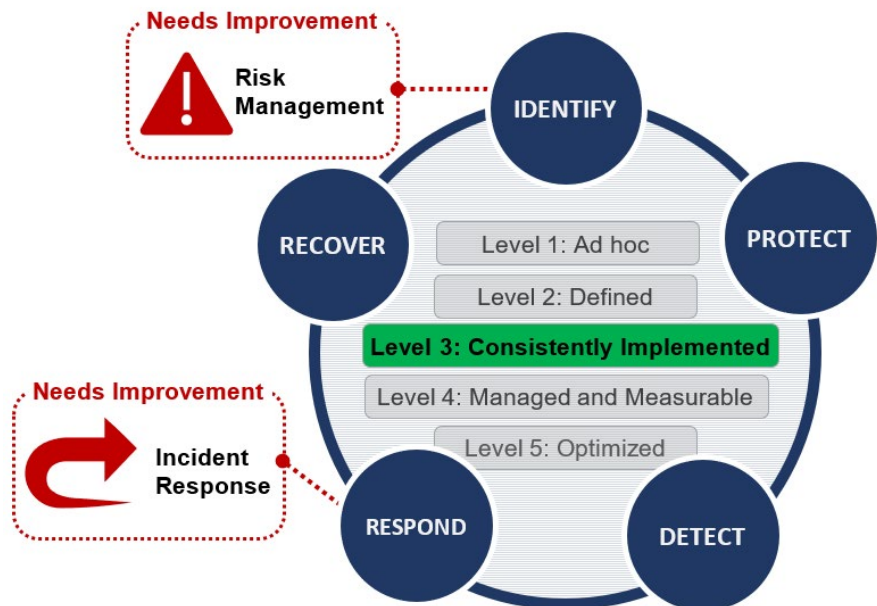 Needs Improvement
Risk
Management
IDENTIFY
RECOVER
PROTECT
Level 1: Ad hoc
Level 2: Defined
Level 3: Consistently Implemented
Level 4: Managed and Measurable
Level 5: Optimized
Needs Improvement
Incident
Response
RESPOND
DETECT